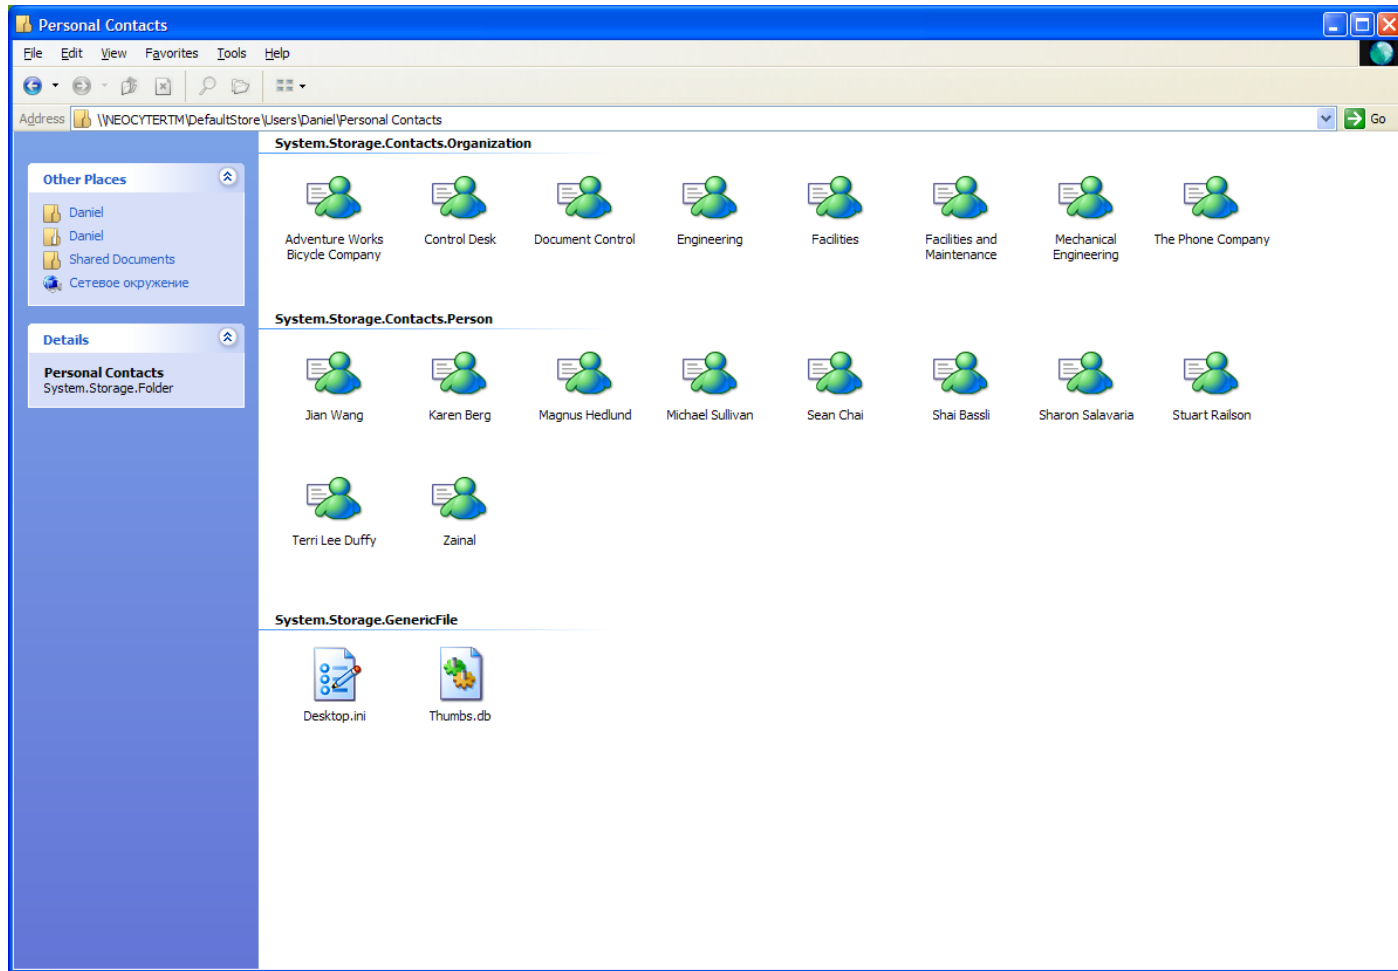 Personal Contacts
File Edit View Favorites Tools Help
Address \\NEOCYTERTM\DefaultStore\Users\Daniel\Personal Contacts Go
Other Places
Daniel
Daniel
Shared Documents
Сетевое окружение
Details
Personal Contacts
System.Storage.Folder
System.Storage.Contacts.Organization
Adventure Works Bicycle Company
Control Desk
Document Control
Engineering
Facilities
Facilities and Maintenance
Mechanical Engineering
The Phone Company
System.Storage.Contacts.Person
Jian Wang
Karen Berg
Magnus Hedlund
Michael Sullivan
Sean Chai
Shai Bassli
Sharon Salavaria
Stuart Railson
Terri Lee Duffy
Zainal
System.Storage.GenericFile
Desktop.ini
Thumbs.db